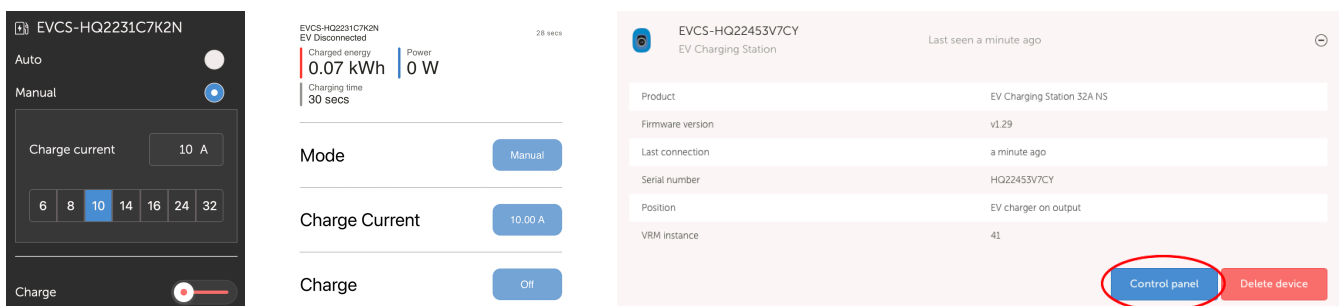 EVCS-HQ2231C7K2N
Auto
Manual
Charge current
10 A
6 8 10 14 16 24 32
Charge
EVCS-HQ2231C7K2N
28 secs
EV Disconnected
Charged energy
0.07 kWh
Power
0 W
Charging time
30 secs
Mode
Manual
Charge Current
10.00 A
Charge
Off
EVCS-HQ22453V7CY
EV Charging Station
Last seen a minute ago
Product EV Charging Station 32A NS
Firmware version v1.29
Last connection a minute ago
Serial number HQ22453V7CY
Position EV charger on output
VRM instance 41
Control panel
Delete device